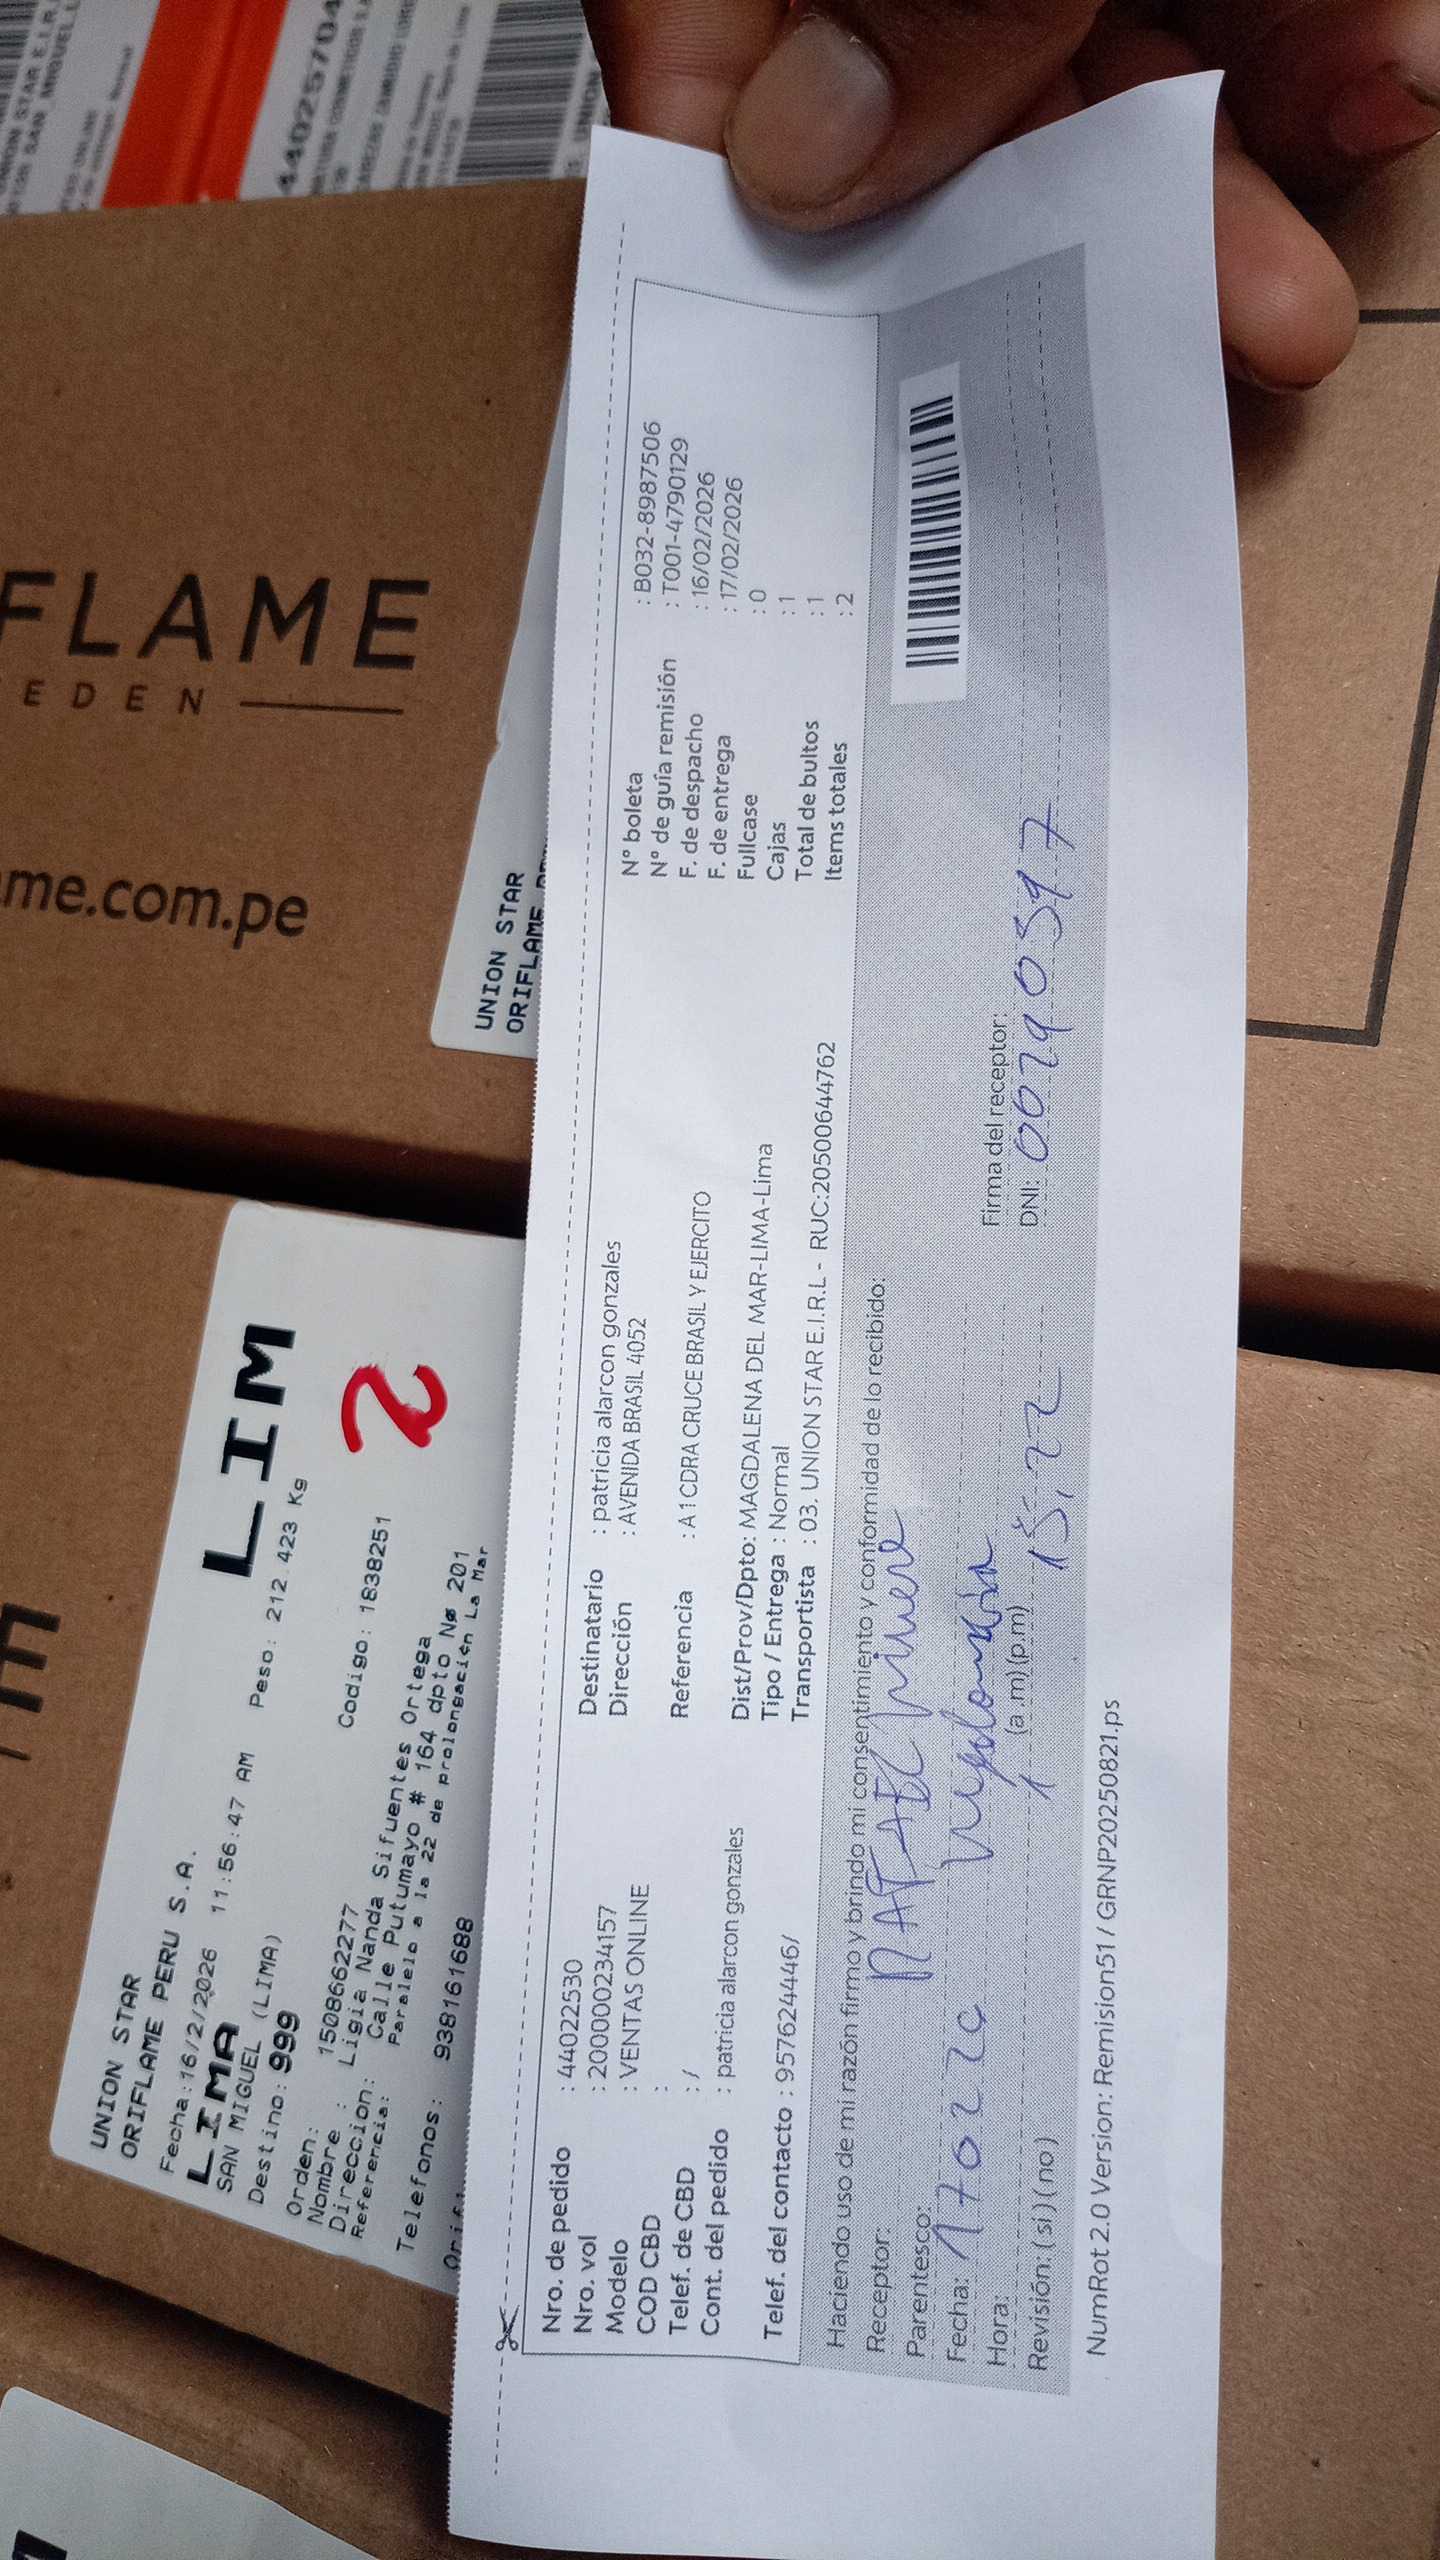 44025704
FLAME
EDEN
me.com.pe
UNION STAR
ORIFLAME
UNION STAR
ORIFLAME PERU S.A.
Fecha:16/2/2026 11:56:47 AM Peso: 212.423 Kg
LIMA
LIM
SAN MIGUEL (LIMA)
Destino: 999
Orden: 1508662277 Codigo: 1838251
Nombre : Ligia Nanda Sifuentes Ortega
Direccion: Calle Putumayo # 164 dpto Nø 201
Referencia: Paralelo a la 22 de prolongación La Mar
Telefonos: 938161688
2
Nro. de pedido : 44022530
Nro. vol : 200000234157
Modelo : VENTAS ONLINE
COD CBD :
Telef. de CBD : /
Cont. del pedido : patricia alarcon gonzales
Telef. del contacto : 957624446/
Destinatario : patricia alarcon gonzales
Dirección : AVENIDA BRASIL 4052
Referencia : A 1 CDRA CRUCE BRASIL Y EJERCITO
Dist/Prov/Dpto: MAGDALENA DEL MAR-LIMA-Lima
Tipo / Entrega : Normal
Transportista : 03. UNION STAR E.I.R.L - RUC:20500644762
N° boleta : B032-8987506
N° de guía remisión : T001-4790129
F. de despacho : 16/02/2026
F. de entrega : 17/02/2026
Fullcase : 0
Cajas : 1
Total de bultos : 1
Items totales : 2
Haciendo uso de mi razón firmo y brindo mi consentimiento y conformidad de lo recibido:
Receptor:
Parentesco:
Fecha: 170226
Hora: (a.m)(p.m) 15:22
Revisión: (si) (no)
Firma del receptor:
DNI:
NumRot 2.0 Version: Remision51 / GRNP20250821.ps